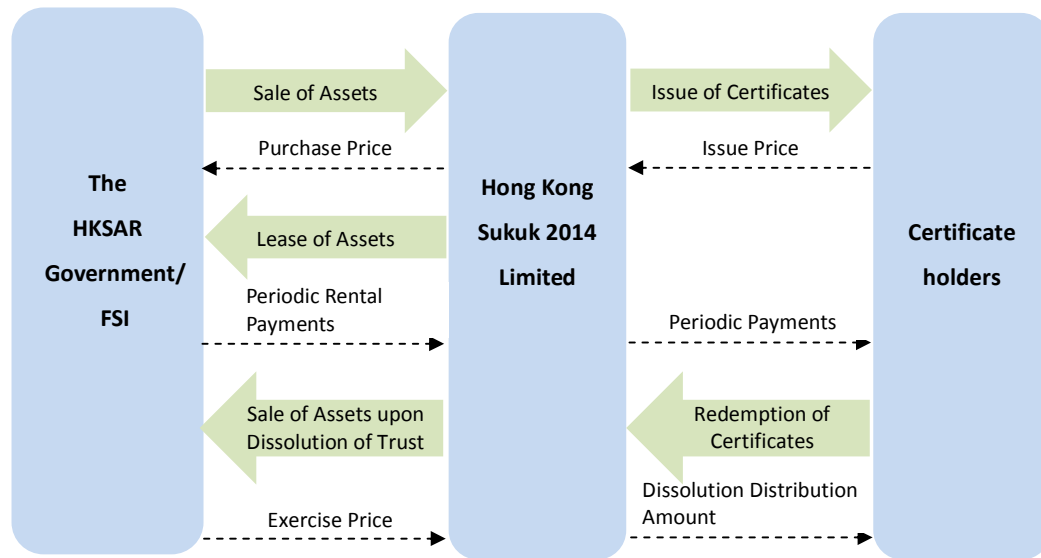 The
HKSAR
Government/
FSI
Sale of Assets
Purchase Price
Lease of Assets
Periodic Rental
Payments
Sale of Assets upon
Dissolution of Trust
Exercise Price
Hong Kong
Sukuk 2014
Limited
Issue of Certificates
Issue Price
Periodic Payments
Redemption of
Certificates
Dissolution Distribution
Amount
Certificate
holders